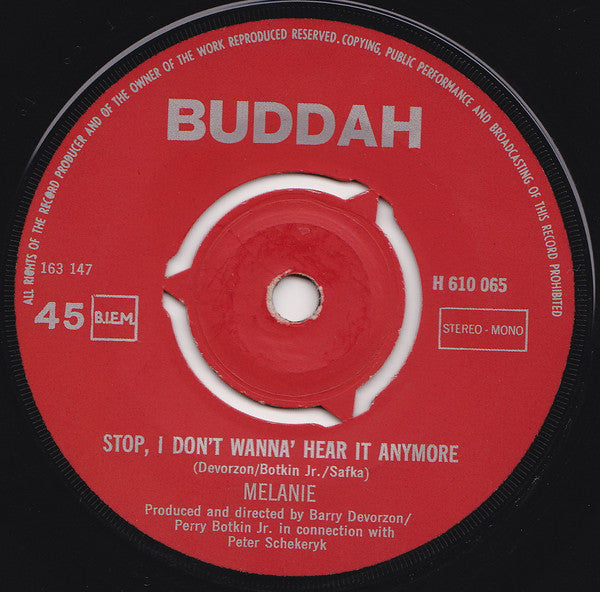 ALL RIGHTS OF THE RECORD PRODUCER AND OF THE OWNER OF THE WORK REPRODUCED RESERVED. COPYING, PUBLIC PERFORMANCE AND BROADCASTING OF THIS RECORD PROHIBITED
BUDDAH
163 147
H 610 065
45
B.I.E.M.
STEREO - MONO
STOP, I DON'T WANNA' HEAR IT ANYMORE
(Devorzon/Botkin Jr./Safka)
MELANIE
Produced and directed by Barry Devorzon/
Perry Botkin Jr. in connection with
Peter Schekeryk